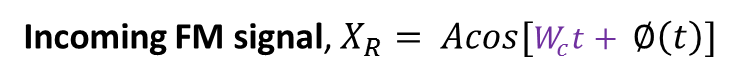 Incoming FM signal, X_R = Acos[W_c t + Ø(t)]